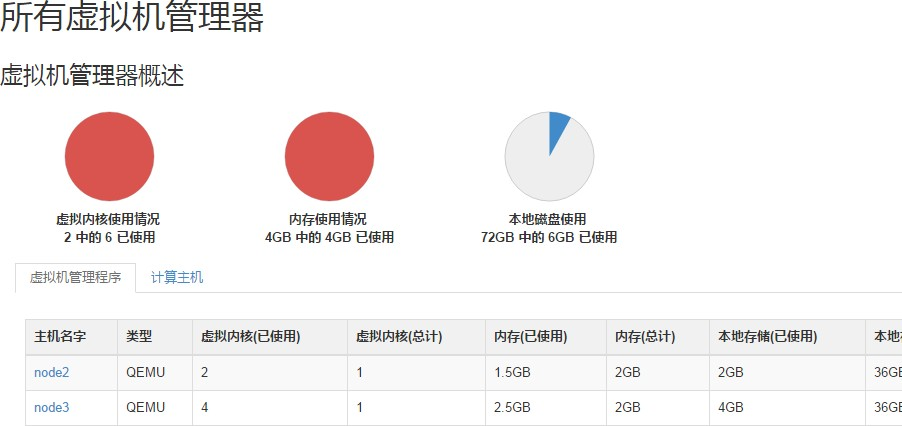 所有虚拟机管理器
虚拟机管理器概述
虚拟内核使用情况 内存使用情况 本地磁盘使用
2 中的 6 已使用 4GB 中的 4GB 已使用 72GB 中的 6GB 已使用
虚拟机管理程序 计算主机
主机名字 类型 虚拟内核(已使用) 虚拟内核(总计) 内存(已使用) 内存(总计) 本地存储(已使用) 本地
node2 QEMU 2 1 1.5GB 2GB 2GB 36GB
node3 QEMU 4 1 2.5GB 2GB 4GB 36GB